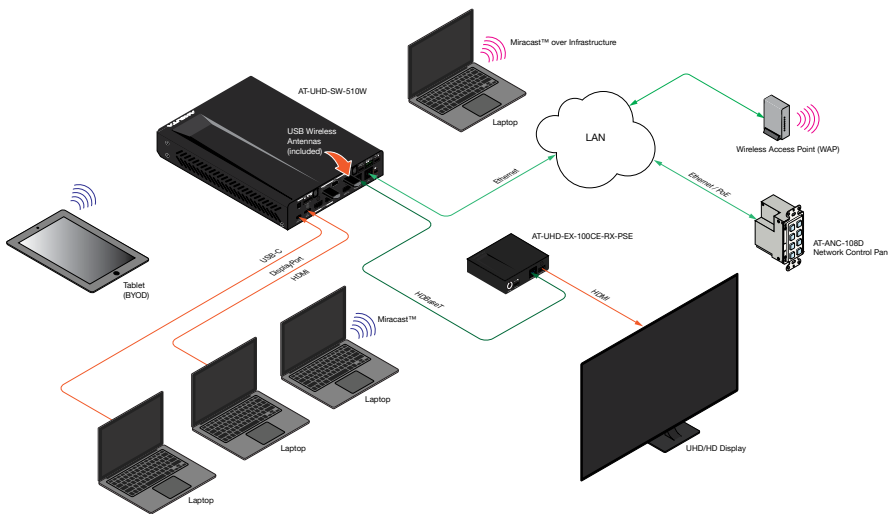 Miracast™ over Infrastructure
AT-UHD-SW-510W
USB Wireless
Antennas
(included)
Laptop
LAN
Wireless Access Point (WAP)
Ethernet
Ethernet / PoE
AT-UHD-EX-100CE-RX-PSE
AT-ANC-108D
Network Control Pan
Tablet
(BYOD)
USB-C
DisplayPort
HDMI
HDBaseT
HDMI
Miracast™
Laptop
Laptop
Laptop
UHD/HD Display